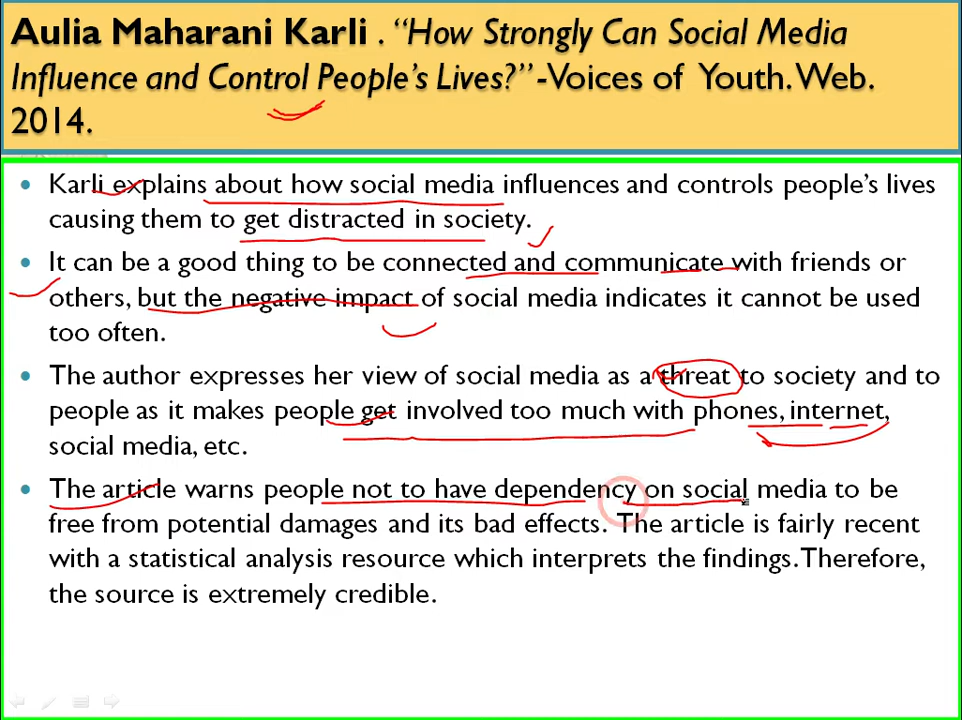 Aulia Maharani Karli . “How Strongly Can Social Media
Influence and Control People’s Lives?” -Voices of Youth. Web.
2014.
• Karli explains about how social media influences and controls people’s lives
causing them to get distracted in society.
• It can be a good thing to be connected and communicate with friends or
others, but the negative impact of social media indicates it cannot be used
too often.
• The author expresses her view of social media as a threat to society and to
people as it makes people get involved too much with phones, internet,
social media, etc.
• The article warns people not to have dependency on social media to be
free from potential damages and its bad effects. The article is fairly recent
with a statistical analysis resource which interprets the findings. Therefore,
the source is extremely credible.